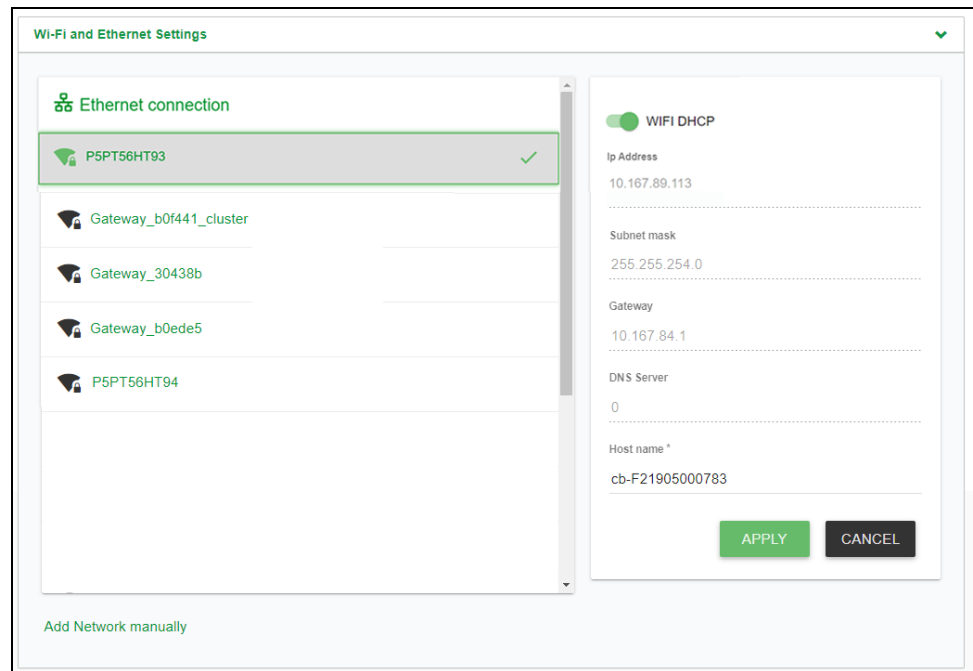 Wi-Fi and Ethernet Settings
Ethernet connection
P5PT56HT93
Gateway_b0f441_cluster
Gateway_30438b
Gateway_b0ede5
P5PT56HT94
Add Network manually
WIFI DHCP
Ip Address
10.167.89.113
Subnet mask
255.255.254.0
Gateway
10.167.84.1
DNS Server
0
Host name *
cb-F21905000783
APPLY CANCEL